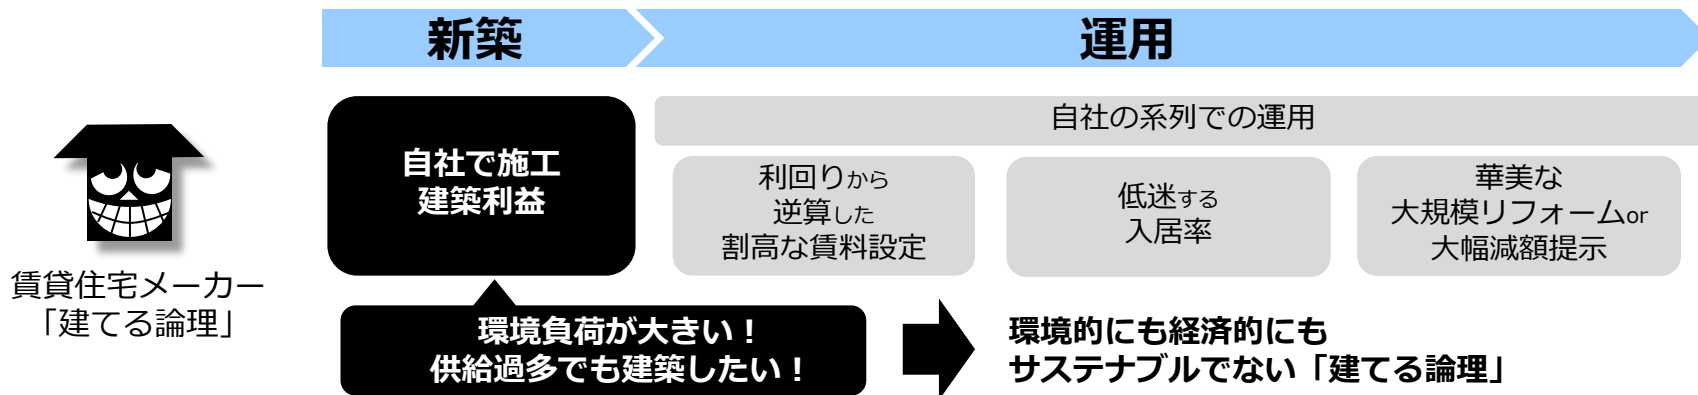 新築
運用
自社で施工
建築利益
自社の系列での運用
利回りから
逆算した
割高な賃料設定
低迷する
入居率
華美な
大規模リフォームor
大幅減額提示
賃貸住宅メーカー
「建てる論理」
環境負荷が大きい！
供給過多でも建築したい！
環境的にも経済的にも
サステナブルでない「建てる論理」